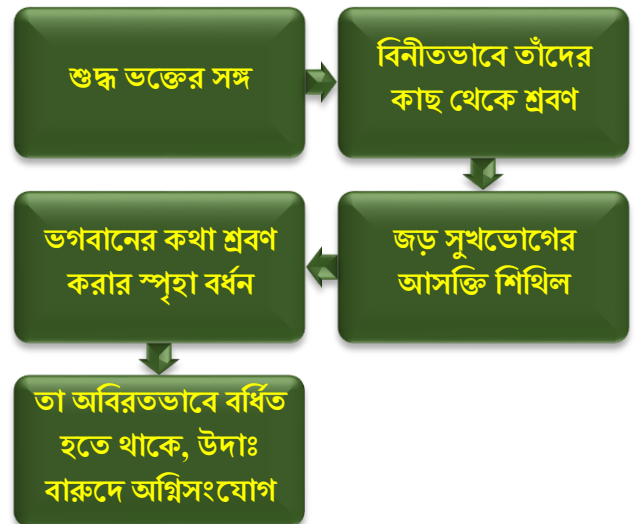 শুদ্ধ ভক্তের সঙ্গ
বিনীতভাবে তাঁদের
কাছ থেকে শ্রবণ
জড় সুখভোগের
আসক্তি শিথিল
ভগবানের কথা শ্রবণ
করার স্পৃহা বর্ধন
তা অবিরতভাবে বর্ধিত
হতে থাকে, উদাঃ
বারুদে অগ্নিসংযোগ